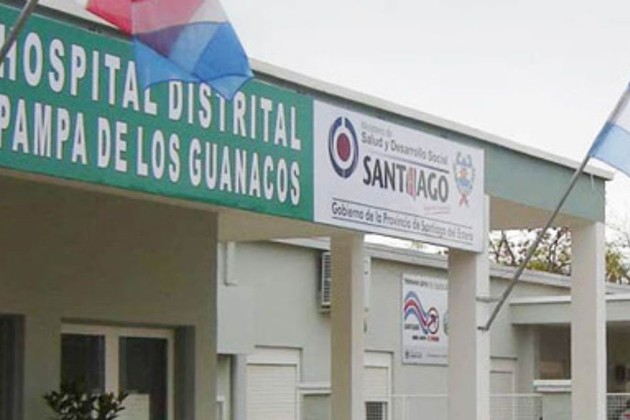 HOSPITAL DISTRITAL
PAMPA DE LOS GUANACOS
Ministerio de
Salud y Desarrollo Social
SANTIAGO
Gobierno de la Provincia de Santiago del Estero